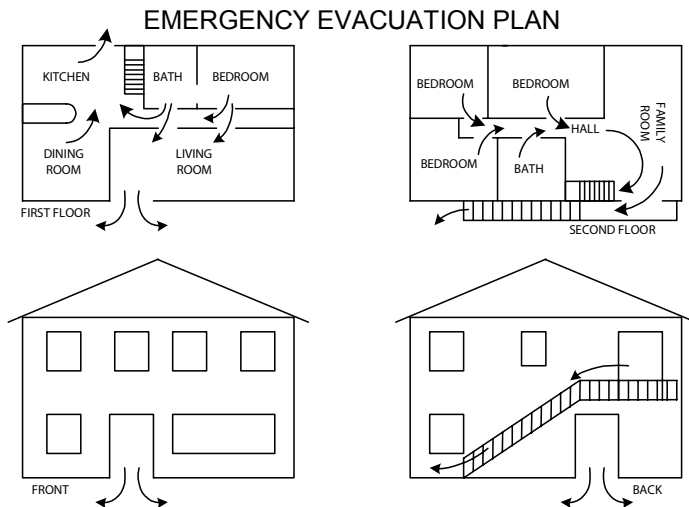 EMERGENCY EVACUATION PLAN
KITCHEN
BATH
BEDROOM
DINING
ROOM
LIVING
ROOM
FIRST FLOOR
BEDROOM
BEDROOM
HALL
FAMILY
ROOM
BEDROOM
BATH
SECOND FLOOR
FRONT
BACK